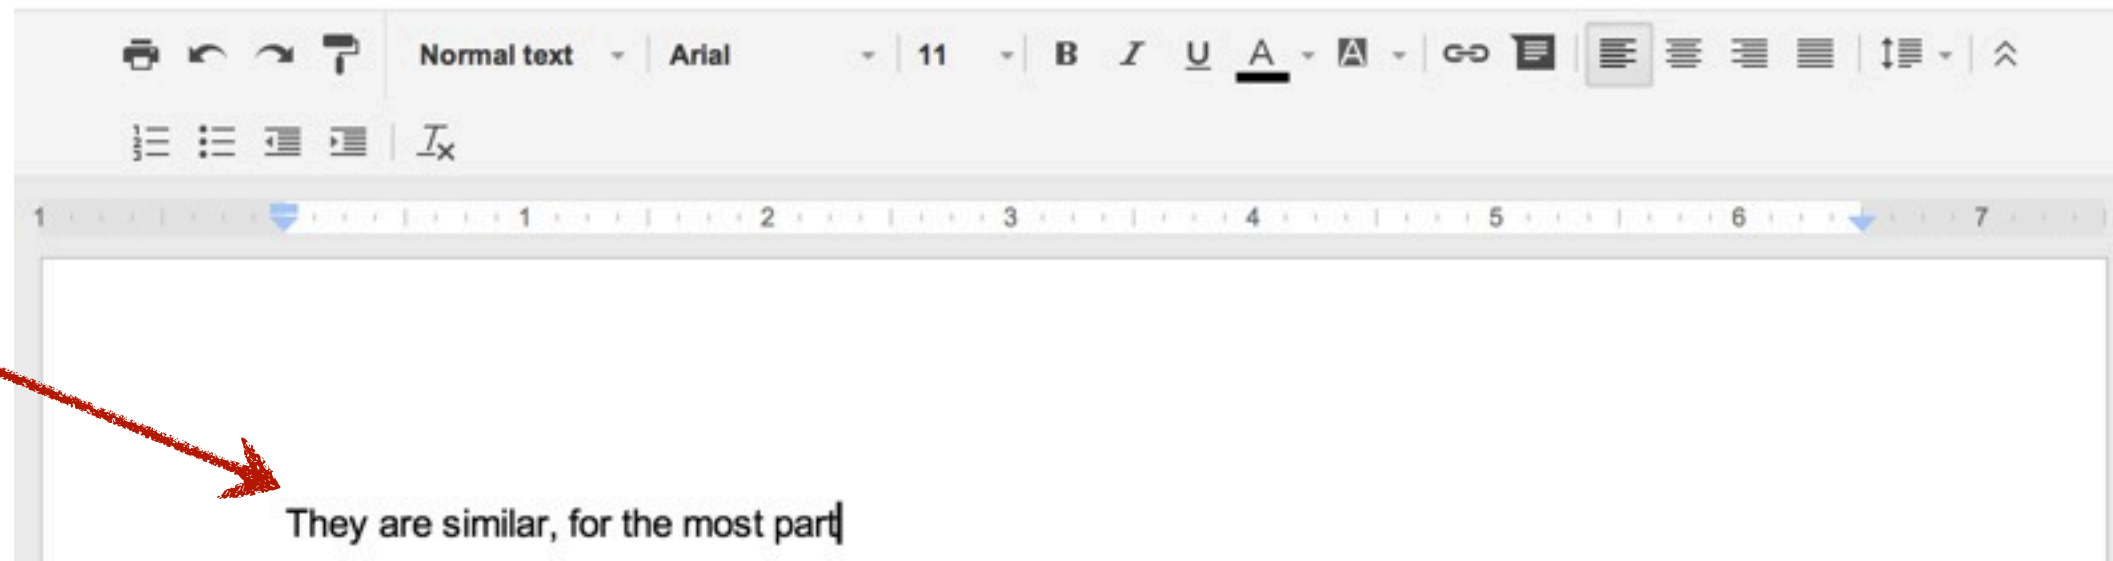 Normal text Arial 11 B I U A A
1 1 2 3 4 5 6 7
They are similar, for the most part